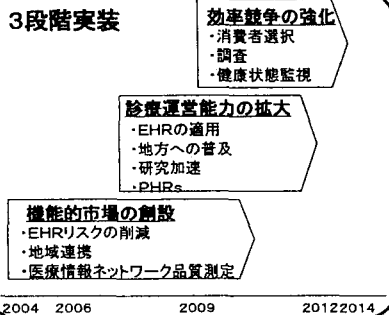 3段階実装
効率競争の強化
・消費者選択
・調査
・健康状態監視
診療運営能力の拡大
・EHRの適用
・地方への普及
・研究加速
・PHRs
機能的市場の創設
・EHRリスクの削減
・地域連携
・医療情報ネットワーク品質測定
2004 2006 2009 20122014